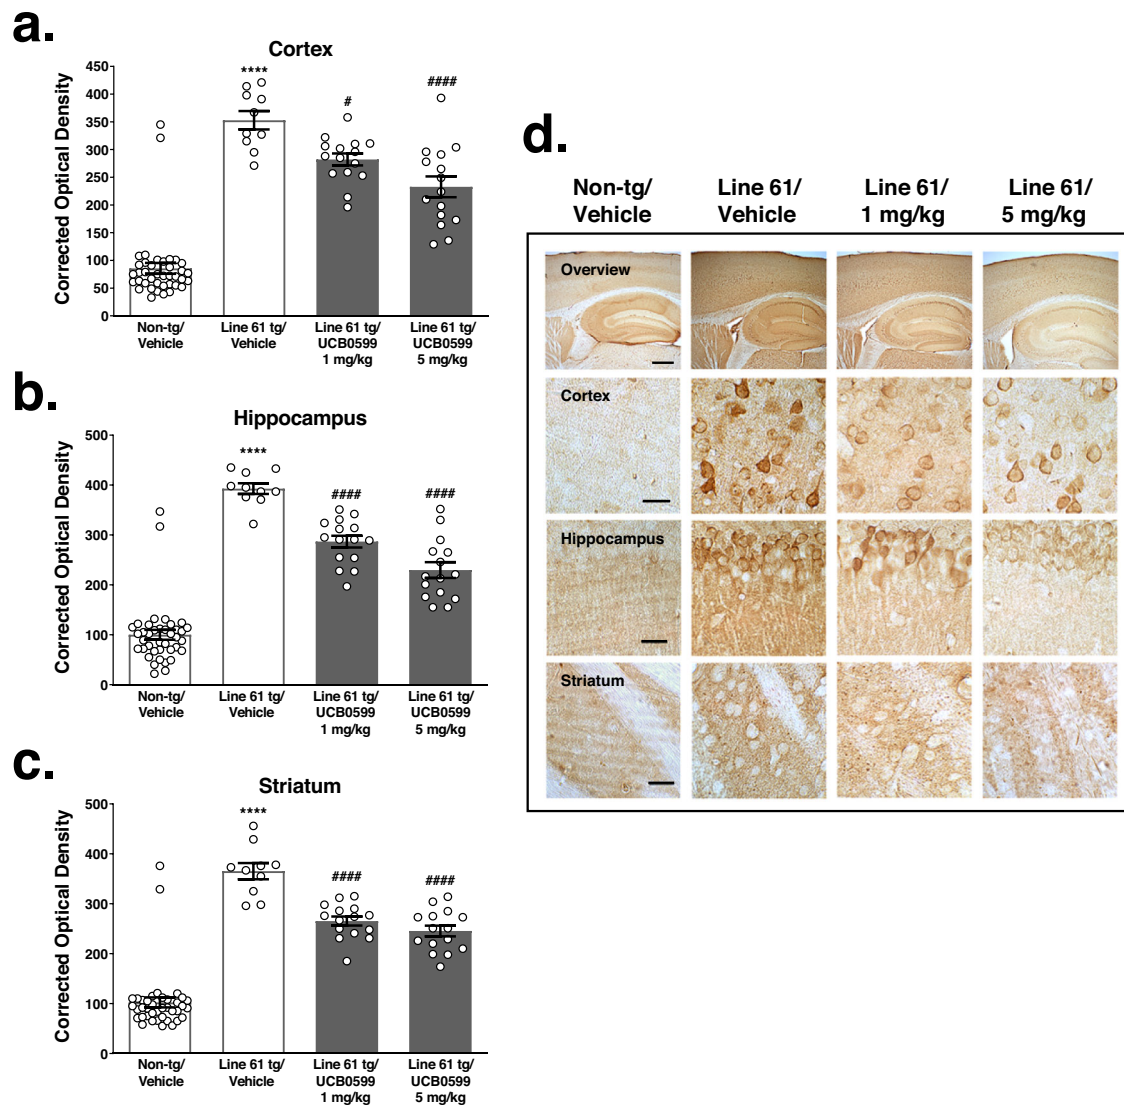 a.
Cortex
Corrected Optical Density
450
400
350
300
250
200
150
100
50
0
****
#
####
Non-tg/
Vehicle
Line 61 tg/
Vehicle
Line 61 tg/
UCB0599
1 mg/kg
Line 61 tg/
UCB0599
5 mg/kg
b.
Hippocampus
Corrected Optical Density
500
400
300
200
100
0
****
####
####
Non-tg/
Vehicle
Line 61 tg/
Vehicle
Line 61 tg/
UCB0599
1 mg/kg
Line 61 tg/
UCB0599
5 mg/kg
c.
Striatum
Corrected Optical Density
500
400
300
200
100
0
****
####
####
Non-tg/
Vehicle
Line 61 tg/
Vehicle
Line 61 tg/
UCB0599
1 mg/kg
Line 61 tg/
UCB0599
5 mg/kg
d.
Non-tg/
Vehicle
Line 61/
Vehicle
Line 61/
1 mg/kg
Line 61/
5 mg/kg
Overview
Cortex
Hippocampus
Striatum